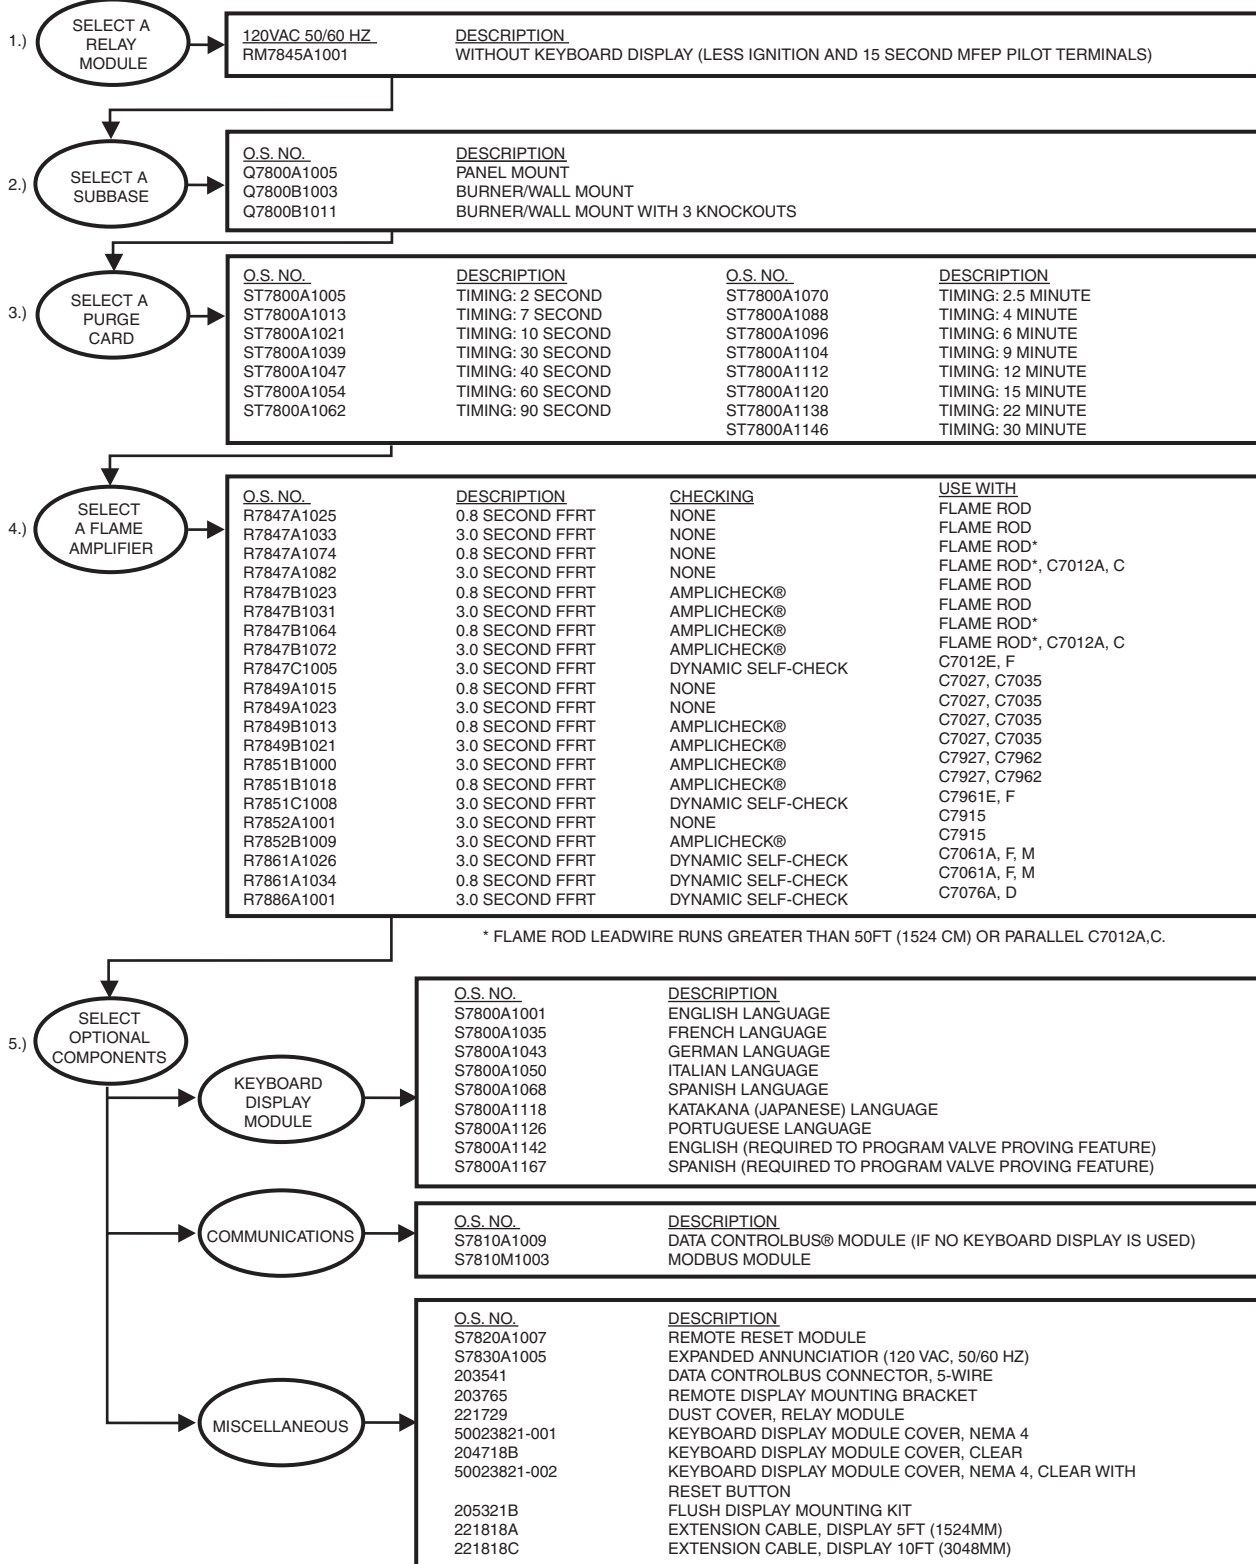 1.)
SELECT A
RELAY
MODULE
120VAC 50/60 HZ DESCRIPTION
RM7845A1001 WITHOUT KEYBOARD DISPLAY (LESS IGNITION AND 15 SECOND MFEP PILOT TERMINALS)
2.)
SELECT A
SUBBASE
O.S. NO. DESCRIPTION
Q7800A1005 PANEL MOUNT
Q7800B1003 BURNER/WALL MOUNT
Q7800B1011 BURNER/WALL MOUNT WITH 3 KNOCKOUTS
3.)
SELECT A
PURGE
CARD
O.S. NO. DESCRIPTION O.S. NO. DESCRIPTION
ST7800A1005 TIMING: 2 SECOND ST7800A1070 TIMING: 2.5 MINUTE
ST7800A1013 TIMING: 7 SECOND ST7800A1088 TIMING: 4 MINUTE
ST7800A1021 TIMING: 10 SECOND ST7800A1096 TIMING: 6 MINUTE
ST7800A1039 TIMING: 30 SECOND ST7800A1104 TIMING: 9 MINUTE
ST7800A1047 TIMING: 40 SECOND ST7800A1112 TIMING: 12 MINUTE
ST7800A1054 TIMING: 60 SECOND ST7800A1120 TIMING: 15 MINUTE
ST7800A1062 TIMING: 90 SECOND ST7800A1138 TIMING: 22 MINUTE
ST7800A1146 TIMING: 30 MINUTE
4.)
SELECT
A FLAME
AMPLIFIER
O.S. NO. DESCRIPTION CHECKING USE WITH
R7847A1025 0.8 SECOND FFRT NONE FLAME ROD
R7847A1033 3.0 SECOND FFRT NONE FLAME ROD
R7847A1074 0.8 SECOND FFRT NONE FLAME ROD*
R7847A1082 3.0 SECOND FFRT NONE FLAME ROD*, C7012A, C
R7847B1023 0.8 SECOND FFRT AMPLICHECK® FLAME ROD
R7847B1031 3.0 SECOND FFRT AMPLICHECK® FLAME ROD
R7847B1064 0.8 SECOND FFRT AMPLICHECK® FLAME ROD*
R7847B1072 3.0 SECOND FFRT AMPLICHECK® FLAME ROD*, C7012A, C
R7847C1005 3.0 SECOND FFRT DYNAMIC SELF-CHECK C7012E, F
R7849A1015 0.8 SECOND FFRT NONE C7027, C7035
R7849A1023 3.0 SECOND FFRT NONE C7027, C7035
R7849B1013 0.8 SECOND FFRT AMPLICHECK® C7027, C7035
R7849B1021 3.0 SECOND FFRT AMPLICHECK® C7027, C7035
R7851B1000 3.0 SECOND FFRT AMPLICHECK® C7927, C7962
R7851B1018 0.8 SECOND FFRT AMPLICHECK® C7927, C7962
R7851C1008 3.0 SECOND FFRT DYNAMIC SELF-CHECK C7961E, F
R7852A1001 3.0 SECOND FFRT NONE C7915
R7852B1009 3.0 SECOND FFRT AMPLICHECK® C7915
R7861A1026 3.0 SECOND FFRT DYNAMIC SELF-CHECK C7061A, F, M
R7861A1034 0.8 SECOND FFRT DYNAMIC SELF-CHECK C7061A, F, M
R7886A1001 3.0 SECOND FFRT DYNAMIC SELF-CHECK C7076A, D
* FLAME ROD LEADWIRE RUNS GREATER THAN 50FT (1524 CM) OR PARALLEL C7012A,C.
5.)
SELECT
OPTIONAL
COMPONENTS
KEYBOARD
DISPLAY
MODULE
O.S. NO. DESCRIPTION
S7800A1001 ENGLISH LANGUAGE
S7800A1035 FRENCH LANGUAGE
S7800A1043 GERMAN LANGUAGE
S7800A1050 ITALIAN LANGUAGE
S7800A1068 SPANISH LANGUAGE
S7800A1118 KATAKANA (JAPANESE) LANGUAGE
S7800A1126 PORTUGUESE LANGUAGE
S7800A1142 ENGLISH (REQUIRED TO PROGRAM VALVE PROVING FEATURE)
S7800A1167 SPANISH (REQUIRED TO PROGRAM VALVE PROVING FEATURE)
COMMUNICATIONS
O.S. NO. DESCRIPTION
S7810A1009 DATA CONTROLBUS® MODULE (IF NO KEYBOARD DISPLAY IS USED)
S7810M1003 MODBUS MODULE
MISCELLANEOUS
O.S. NO. DESCRIPTION
S7820A1007 REMOTE RESET MODULE
S7830A1005 EXPANDED ANNUNCIATIOR (120 VAC, 50/60 HZ)
203541 DATA CONTROLBUS CONNECTOR, 5-WIRE
203765 REMOTE DISPLAY MOUNTING BRACKET
221729 DUST COVER, RELAY MODULE
50023821-001 KEYBOARD DISPLAY MODULE COVER, NEMA 4
204718B KEYBOARD DISPLAY MODULE COVER, CLEAR
50023821-002 KEYBOARD DISPLAY MODULE COVER, NEMA 4, CLEAR WITH
RESET BUTTON
205321B FLUSH DISPLAY MOUNTING KIT
221818A EXTENSION CABLE, DISPLAY 5FT (1524MM)
221818C EXTENSION CABLE, DISPLAY 10FT (3048MM)